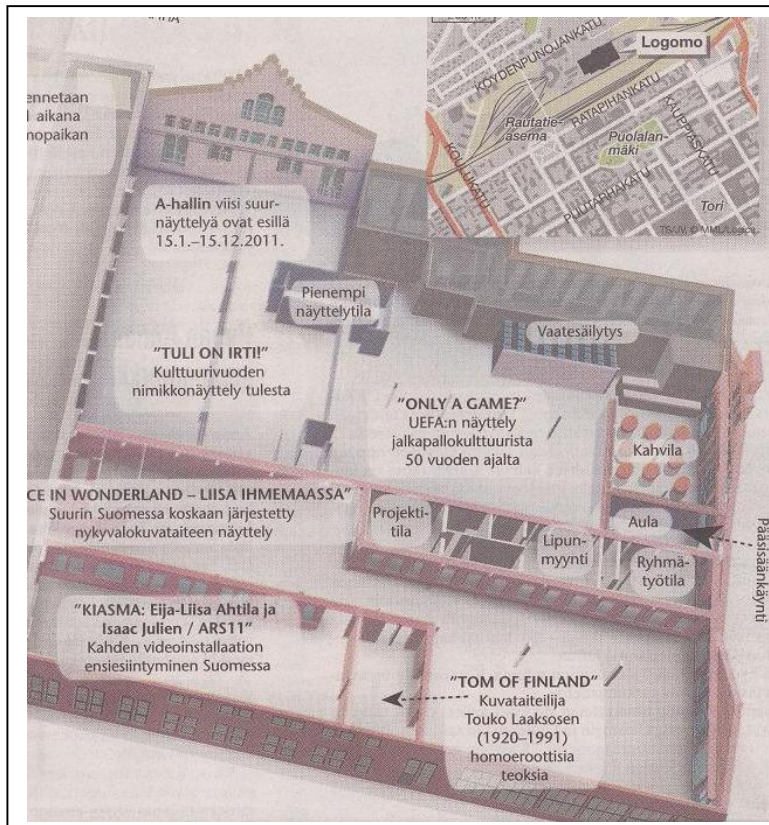 ennetaan
aikana
nopaikan
Logomo
KÖYDENPUNOJANKATU
RATAPIHANKATU
Rautatie-
asema
KAUPPIASKATU
Puolalan-
mäki
KOULUKATU
PUUTARHAKATU
Tori
TS/JV, © MML/Logica
A-hallin viisi suur-
näyttelyä ovat esillä
15.1.–15.12.2011.
Pienempi
näyttelytila
Vaatesäilytys
"TULI ON IRTI!"
Kulttuurivuoden
nimikkonäyttely tulesta
"ONLY A GAME?"
UEFA:n näyttely
jalkapallokulttuurista
50 vuoden ajalta
Kahvila
CE IN WONDERLAND – LIISA IHMEMAASSA"
Suurin Suomessa koskaan järjestetty
nykyvalokuvataiteen näyttely
Projekti-
tila
Lipun-
myynti
Aula
Ryhmä-
työtila
Pääsisäänkäynti
"KIASMA: Eija-Liisa Ahtila ja
Isaac Julien / ARS11"
Kahden videoinstallaation
ensiesiintyminen Suomessa
"TOM OF FINLAND"
Kuvataiteilija
Touko Laaksosen
(1920–1991)
homoeroottisia
teoksia